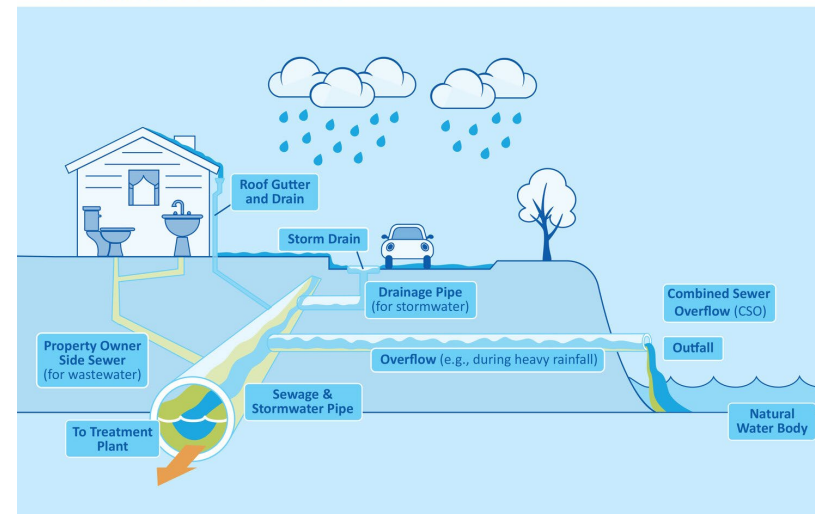 Roof Gutter
and Drain
Storm Drain
Drainage Pipe
(for stormwater)
Combined Sewer
Overflow (CSO)
Property Owner
Side Sewer
(for wastewater)
Overflow (e.g., during heavy rainfall)
Outfall
Sewage &
Stormwater Pipe
To Treatment
Plant
Natural
Water Body